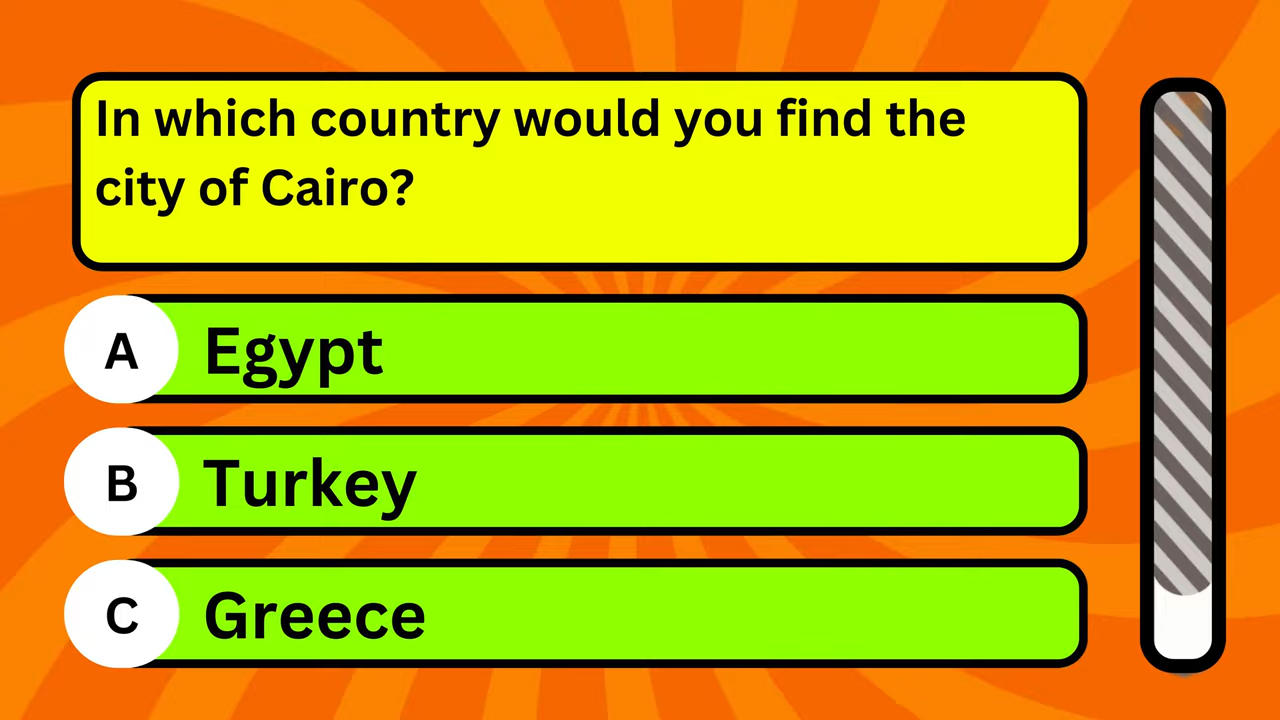 In which country would you find the
city of Cairo?
A Egypt
B Turkey
C Greece